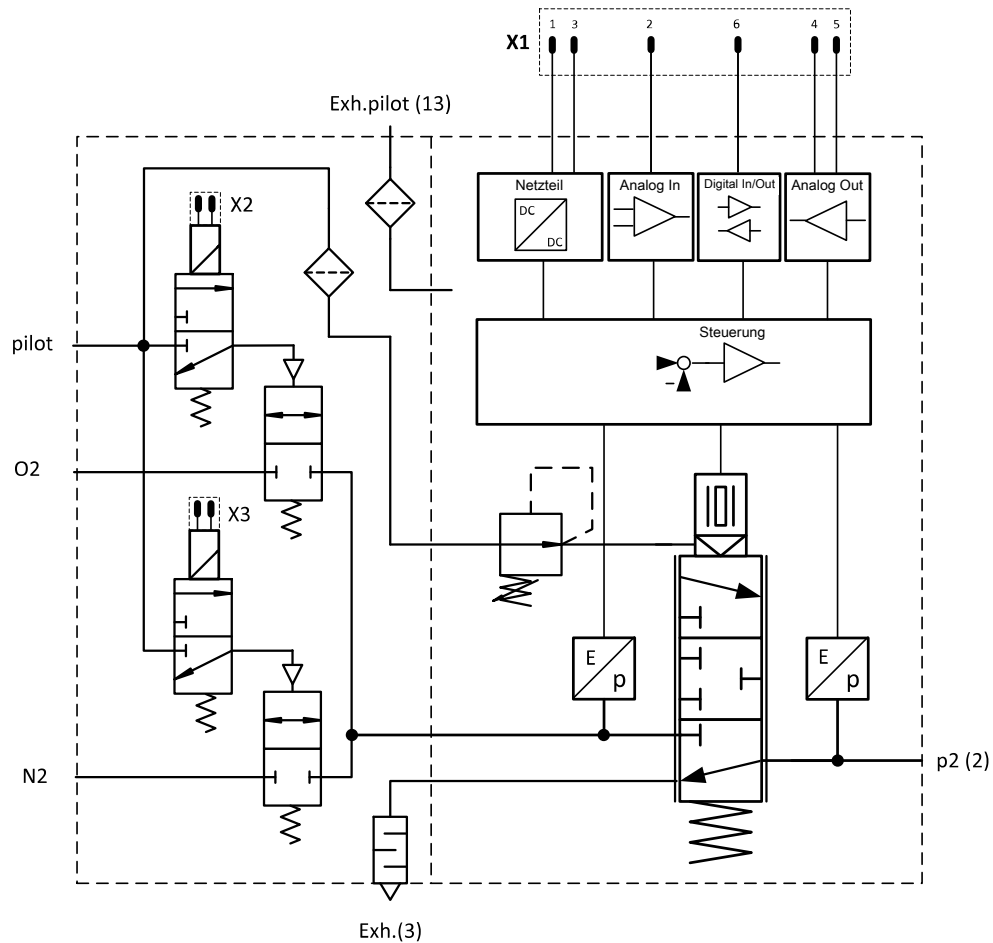 1 3 2 6 4 5
X1
Exh.pilot (13)
Netzteil
Analog In
Digital In/Out
Analog Out
DC
DC
X2
Steuerung
pilot
O2
X3
E
p
E
p
N2
p2 (2)
Exh.(3)